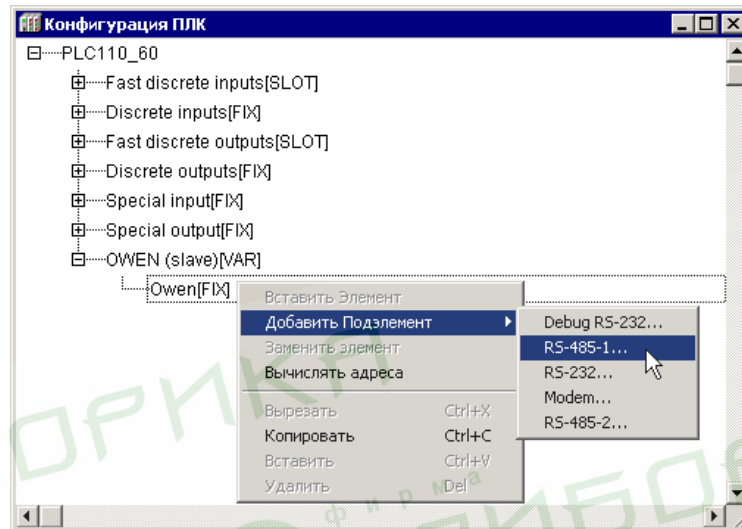 Конфигурация ПЛК
PLC110_60
Fast discrete inputs[SLOT]
Discrete inputs[FIX]
Fast discrete outputs[SLOT]
Discrete outputs[FIX]
Special input[FIX]
Special output[FIX]
OWEN (slave)[VAR]
Owen[FIX]
Вставить Элемент
Добавить Подэлемент
Заменить элемент
Вычислять адреса
Вырезать Ctrl+X
Копировать Ctrl+C
Вставить Ctrl+V
Удалить Del
Debug RS-232...
RS-485-1...
RS-232...
Modem...
RS-485-2...